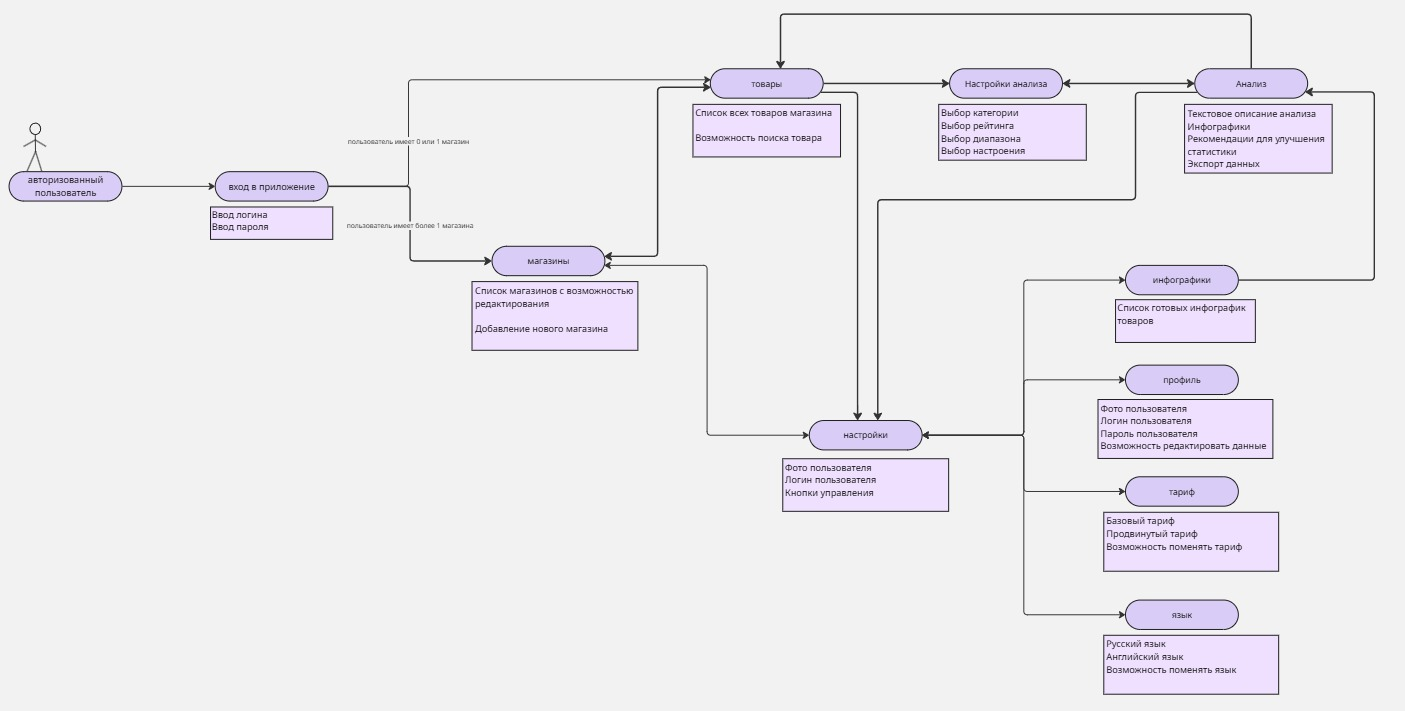 авторизованный
пользователь
вход в приложение
Ввод логина
Ввод пароля
пользователь имеет 0 или 1 магазин
пользователь имеет более 1 магазина
магазины
Список магазинов с возможностью
редактирования
Добавление нового магазина
товары
Список всех товаров магазина
Возможность поиска товара
Настройки анализа
Выбор категории
Выбор рейтинга
Выбор диапазона
Выбор настроения
Анализ
Текстовое описание анализа
Инфографики
Рекомендации для улучшения
статистики
Экспорт данных
настройки
Фото пользователя
Логин пользователя
Кнопки управления
инфографики
Список готовых инфографик
товаров
профиль
Фото пользователя
Логин пользователя
Пароль пользователя
Возможность редактировать данные
тариф
Базовый тариф
Продвинутый тариф
Возможность поменять тариф
язык
Русский язык
Английский язык
Возможность поменять язык